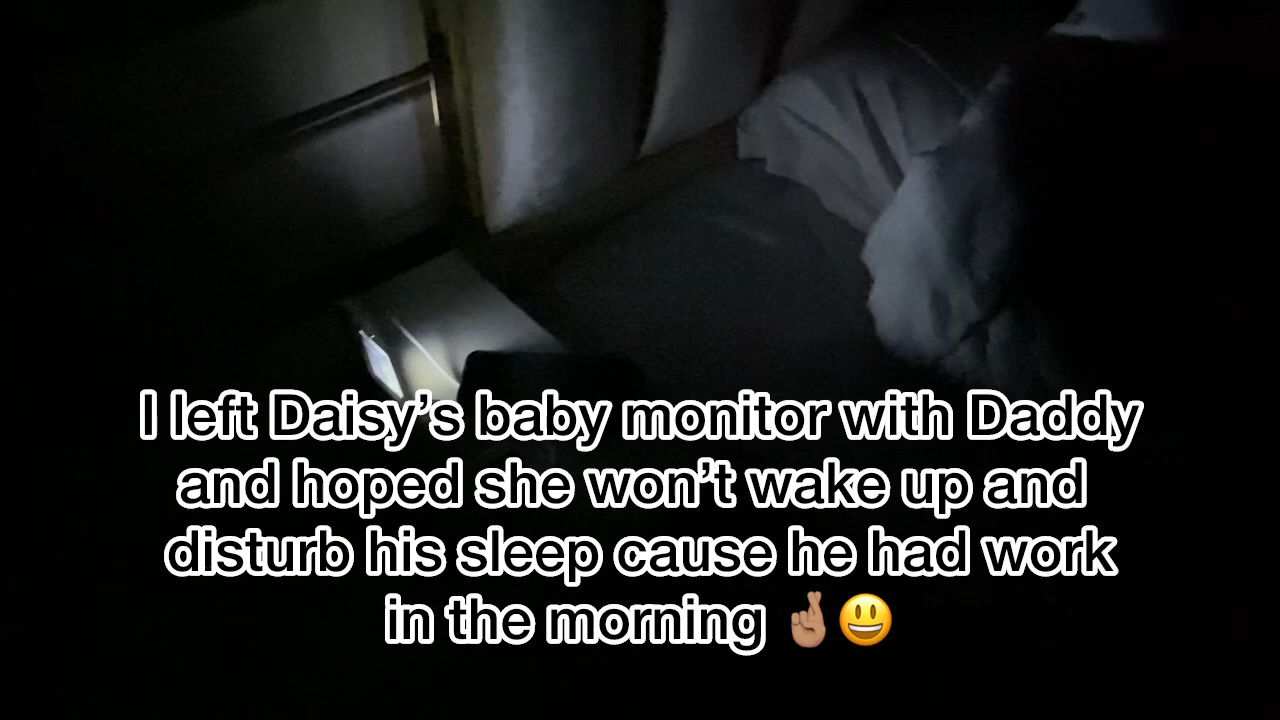 I left Daisy’s baby monitor with Daddy
and hoped she won’t wake up and
disturb his sleep cause he had work
in the morning 🤞🏽😃